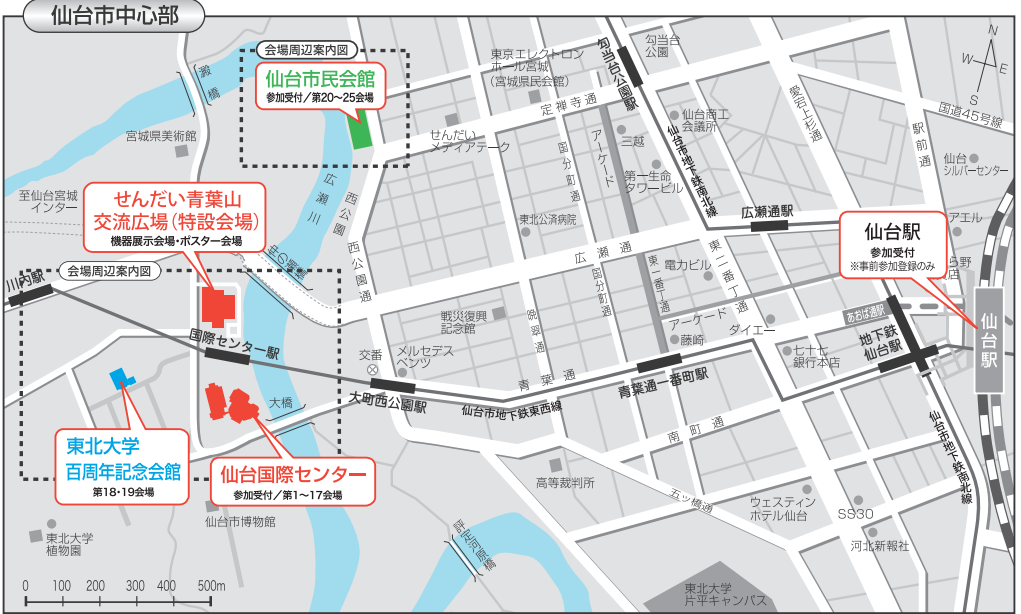 仙台市中心部
会場周辺案内図
仙台市民会館
参加受付／第20〜25会場
澱橋
宮城県美術館
至仙台宮城
インター
せんだい青葉山
交流広場（特設会場）
機器展示会場・ポスター会場
会場周辺案内図
東京エレクトロン
ホール宮城
（宮城県民会館）
勾当台公園駅
勾当台
公園
N
W
E
S
定禅寺通
せんだい
メディアテーク
仙台商工
会議所
愛宕上杉通
国道45号線
駅前通
仙台
シルバーセンター
三越
アーケード
国分町通
第一生命
タワービル
仙台市地下鉄南北線
広瀬川
西公園
西公園通
東北公済病院
広瀬通駅
アエル
仙台駅
参加受付
※事前参加登録のみ
広瀬通
国分町通
東一番丁通
東二番丁通
電力ビル
川内駅
戦災復興
記念館
晩翠通
アーケード
藤崎
ダイエー
あおば通駅
地下鉄
仙台駅
仙台駅
国際センター駅
交番
メルセデス
ベンツ
七十七
銀行本店
青葉通
青葉通一番町駅
大町西公園駅
仙台市地下鉄東西線
大橋
東北大学
百周年記念会館
第18・19会場
仙台国際センター
参加受付／第1〜17会場
南町通
仙台市地下鉄南北線
高等裁判所
五ッ橋通
ウェスティン
ホテル仙台
SS30
河北新報社
仙台市博物館
東北大学
植物園
評定河原橋
東北大学
片平キャンパス
0 100 200 300 400 500m